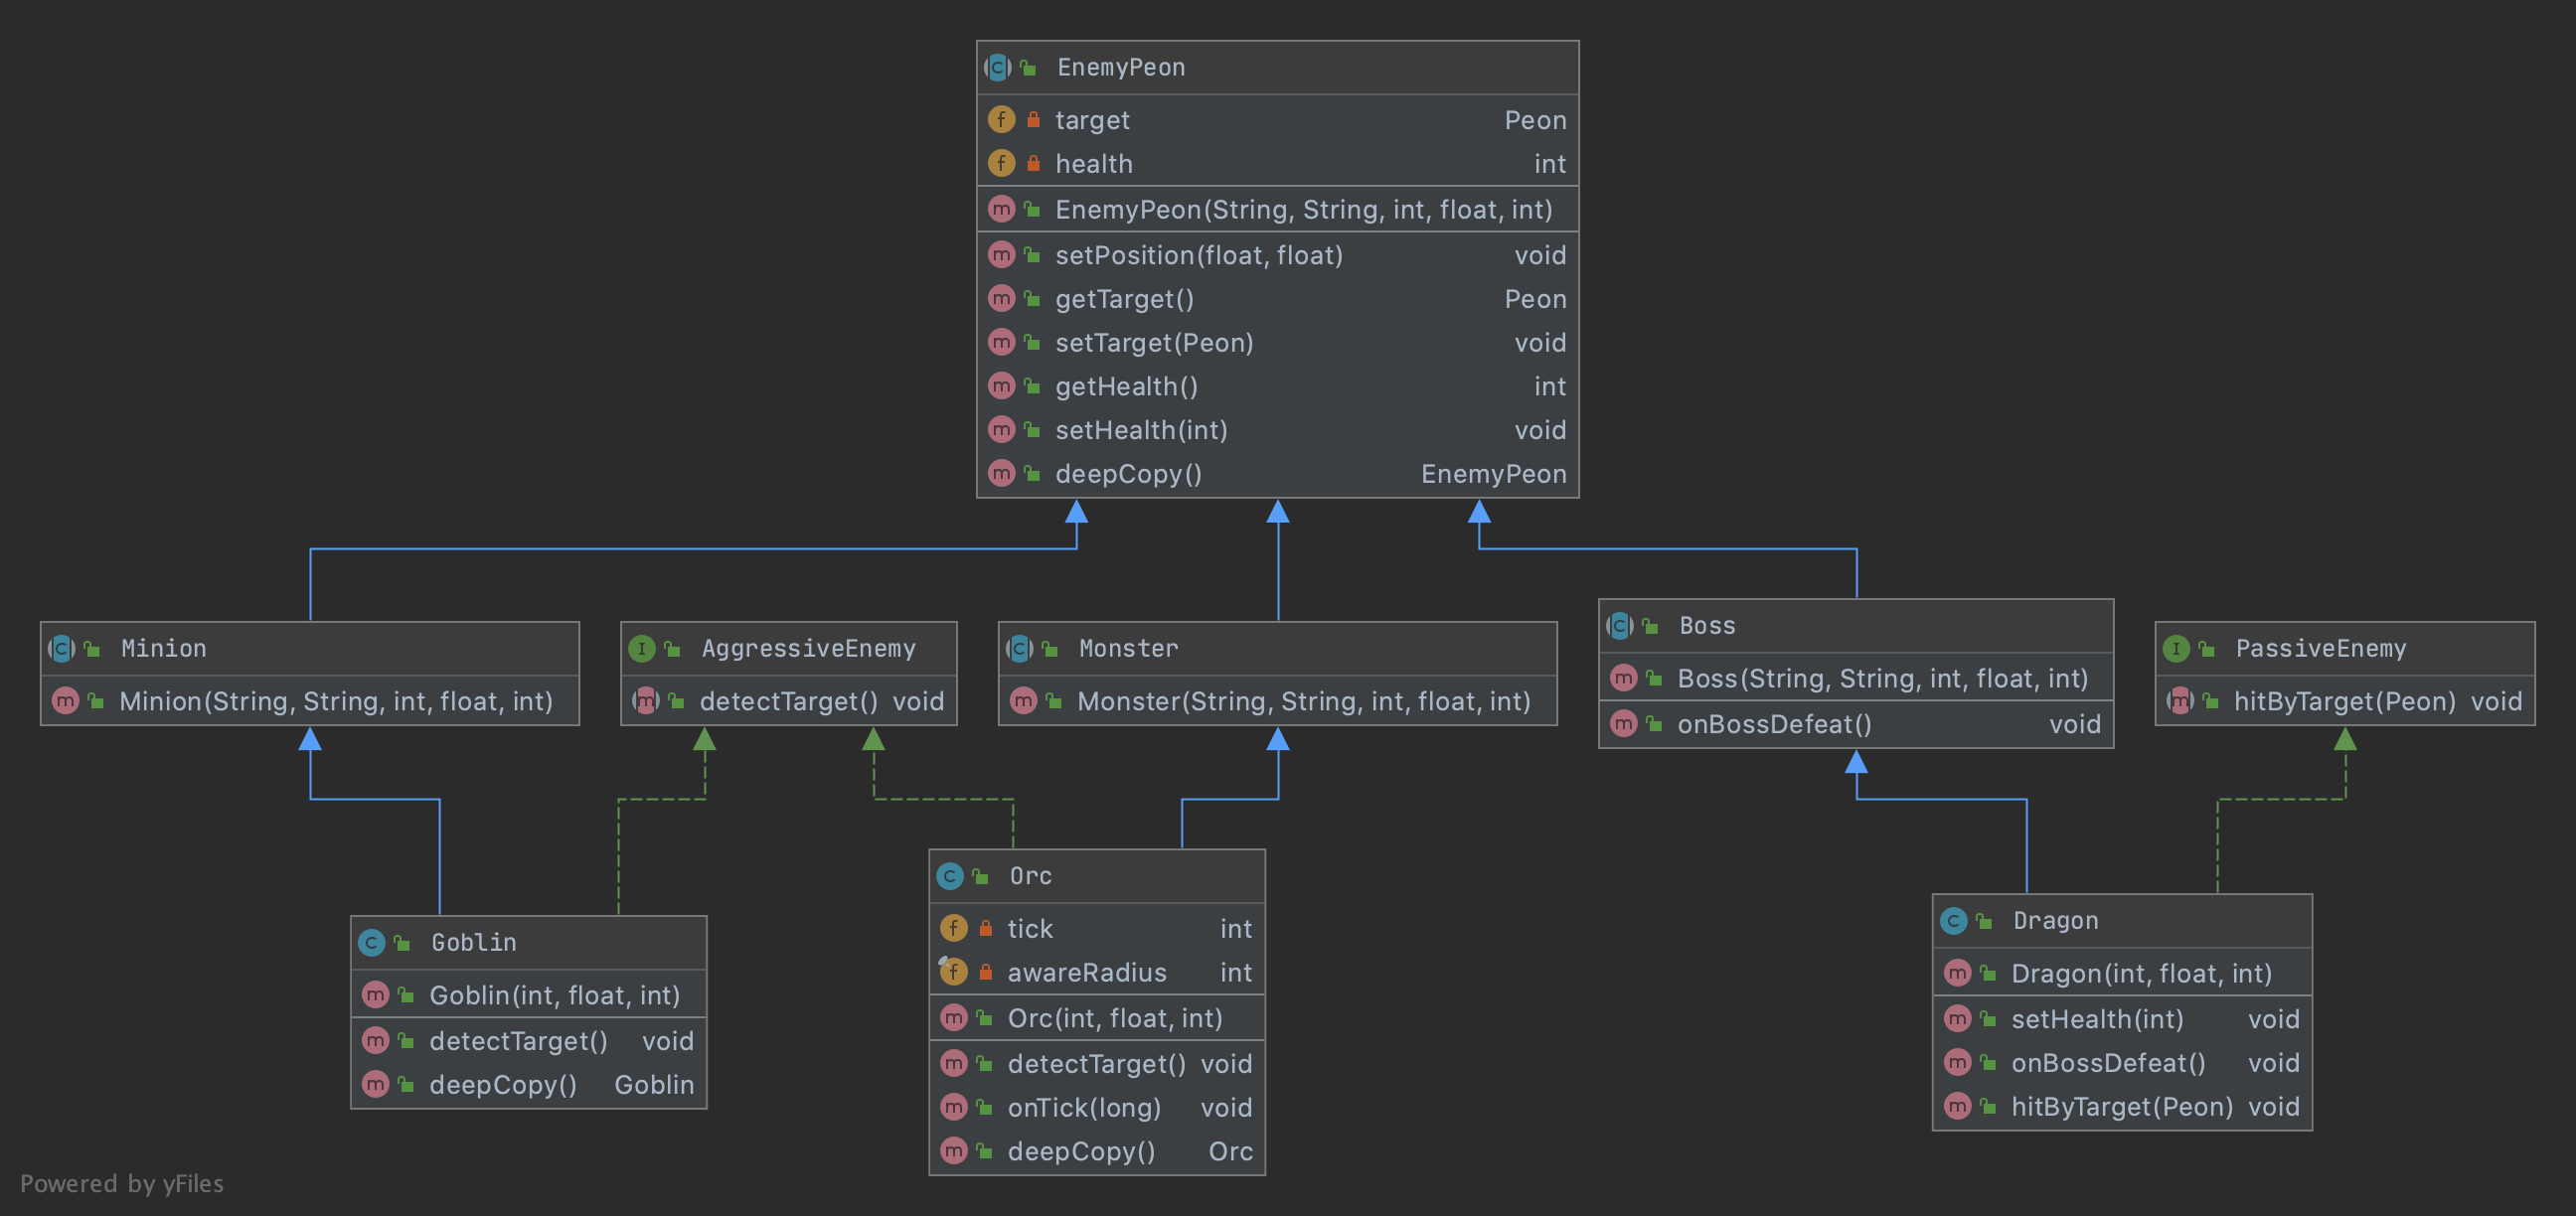 EnemyPeon
target Peon
health int
EnemyPeon(String, String, int, float, int)
setPosition(float, float) void
getTarget() Peon
setTarget(Peon) void
getHealth() int
setHealth(int) void
deepCopy() EnemyPeon
Minion
Minion(String, String, int, float, int)
AggressiveEnemy
detectTarget() void
Monster
Monster(String, String, int, float, int)
Boss
Boss(String, String, int, float, int)
onBossDefeat() void
PassiveEnemy
hitByTarget(Peon) void
Goblin
Goblin(int, float, int)
detectTarget() void
deepCopy() Goblin
Orc
tick int
awareRadius int
Orc(int, float, int)
detectTarget() void
onTick(long) void
deepCopy() Orc
Dragon
Dragon(int, float, int)
setHealth(int) void
onBossDefeat() void
hitByTarget(Peon) void
Powered by yFiles